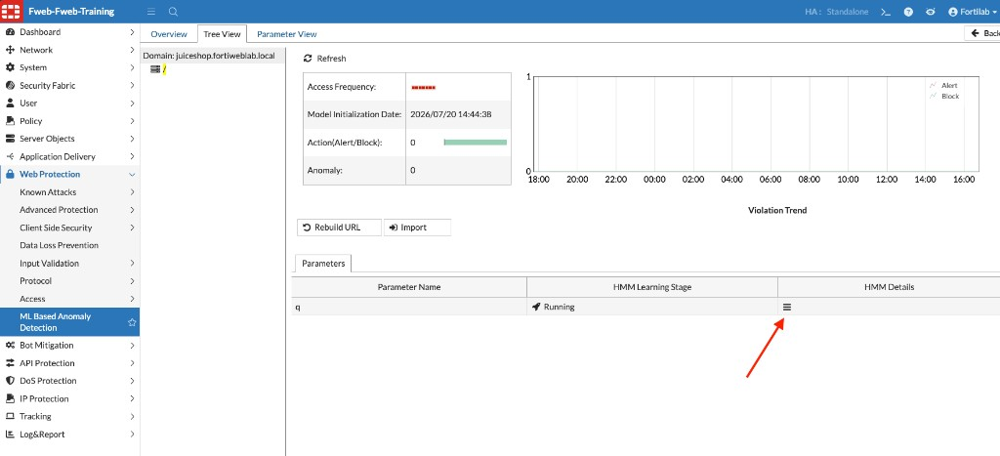 Fweb-Fweb-Training
HA: Standalone
Fortilab
Dashboard
Network
System
Security Fabric
User
Policy
Server Objects
Application Delivery
Web Protection
Known Attacks
Advanced Protection
Client Side Security
Data Loss Prevention
Input Validation
Protocol
Access
ML Based Anomaly
Detection
Bot Mitigation
API Protection
DoS Protection
IP Protection
Tracking
Log&Report
Overview Tree View Parameter View
Back
Domain: juiceshop.fortiweblab.local
/
Refresh
Access Frequency:
Model Initialization Date: 2026/07/20 14:44:38
Action(Alert/Block): 0
Anomaly: 0
1
0
Alert
Block
18:00 20:00 22:00 00:00 02:00 04:00 06:00 08:00 10:00 12:00 14:00 16:00
Violation Trend
Rebuild URL Import
Parameters
Parameter Name HMM Learning Stage HMM Details
q Running